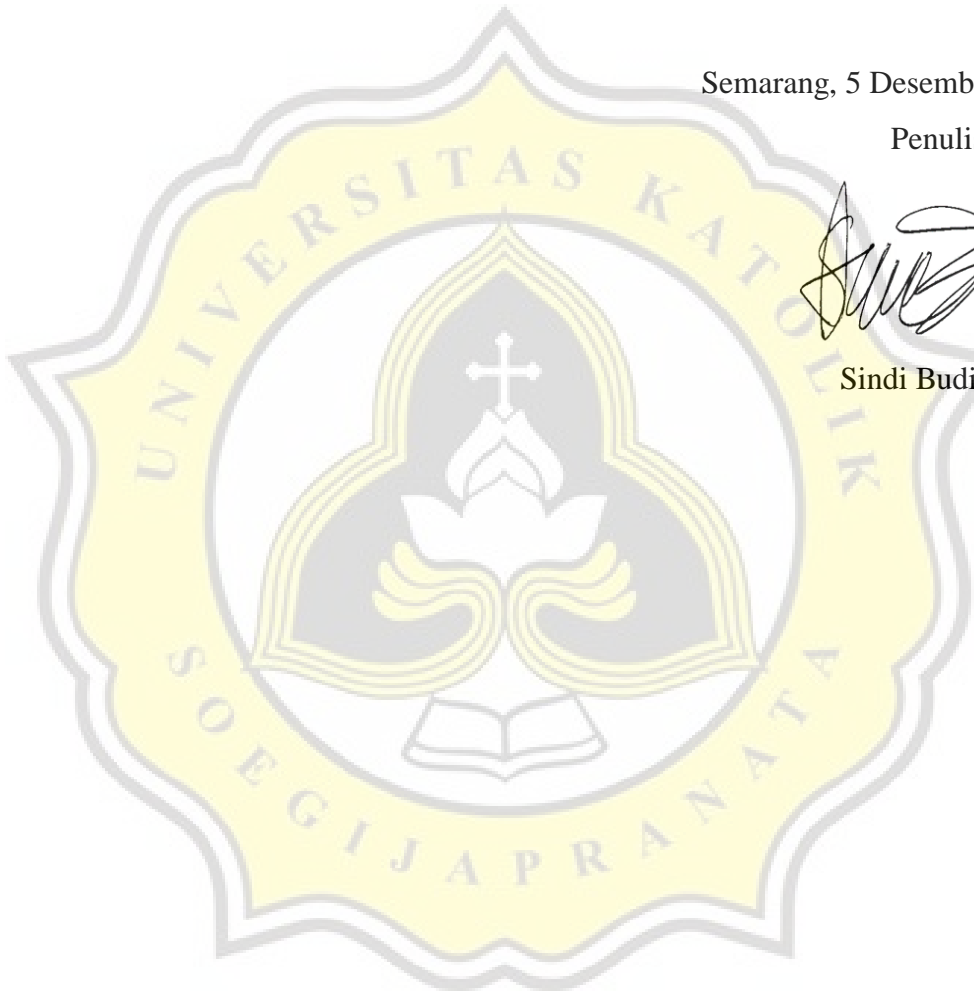 Semarang, 5 Desemb
Penuli
Sindi Budi
UNIVERSITAS KATOLIK
SOEGIJAPRANATA